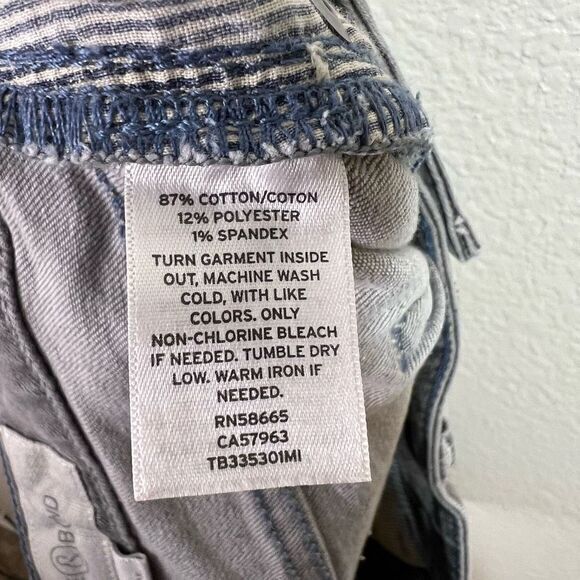 87% COTTON/COTON
12% POLYESTER
1% SPANDEX
TURN GARMENT INSIDE
OUT, MACHINE WASH
COLD, WITH LIKE
COLORS. ONLY
NON-CHLORINE BLEACH
IF NEEDED. TUMBLE DRY
LOW. WARM IRON IF
NEEDED.
RN58665
CA57963
TB335301MI